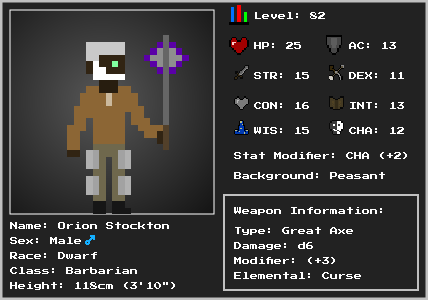 Level: 82
HP: 25 AC: 13
STR: 15 DEX: 11
CON: 16 INT: 13
WIS: 15 CHA: 12
Stat Modifier: CHA (+2)
Background: Peasant
Name: Orion Stockton
Sex: Male♂
Race: Dwarf
Class: Barbarian
Height: 118cm (3'10")
Weapon Information:
Type: Great Axe
Damage: d6
Modifier: (+3)
Elemental: Curse